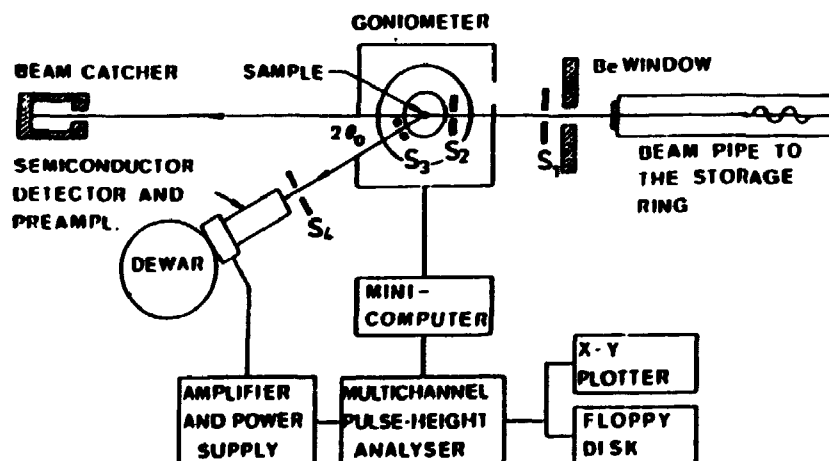 GONIOMETER
BEAM CATCHER
SAMPLE
Be WINDOW
2θ₀
S₃
S₂
S₁
BEAM PIPE TO
THE STORAGE
RING
SEMICONDUCTOR
DETECTOR AND
PREAMPL.
S₄
DEWAR
MINI-
COMPUTER
X-Y
PLOTTER
AMPLIFIER
AND POWER
SUPPLY
MULTICHANNEL
PULSE-HEIGHT
ANALYSER
FLOPPY
DISK